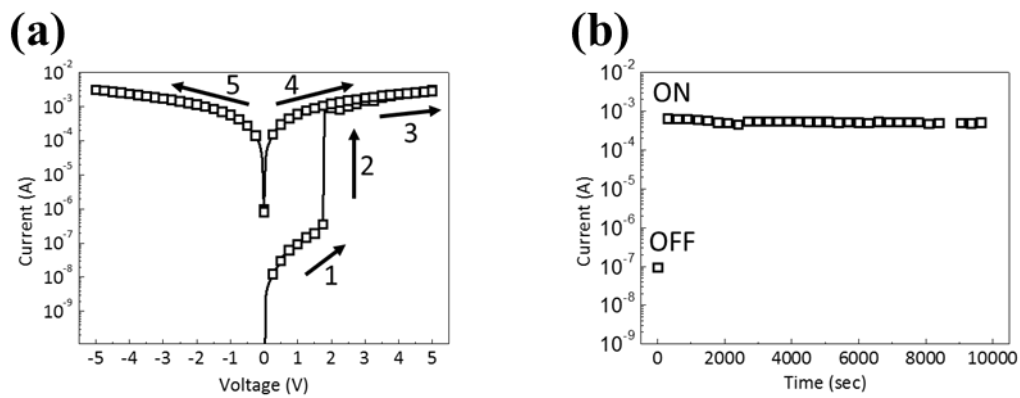 (a)
10⁻²
10⁻³
10⁻⁴
10⁻⁵
10⁻⁶
10⁻⁷
10⁻⁸
10⁻⁹
Current (A)
5
4
3
2
1
-5 -4 -3 -2 -1 0 1 2 3 4 5
Voltage (V)
(b)
10⁻²
10⁻³
10⁻⁴
10⁻⁵
10⁻⁶
10⁻⁷
10⁻⁸
10⁻⁹
Current (A)
ON
OFF
0 2000 4000 6000 8000 10000
Time (sec)